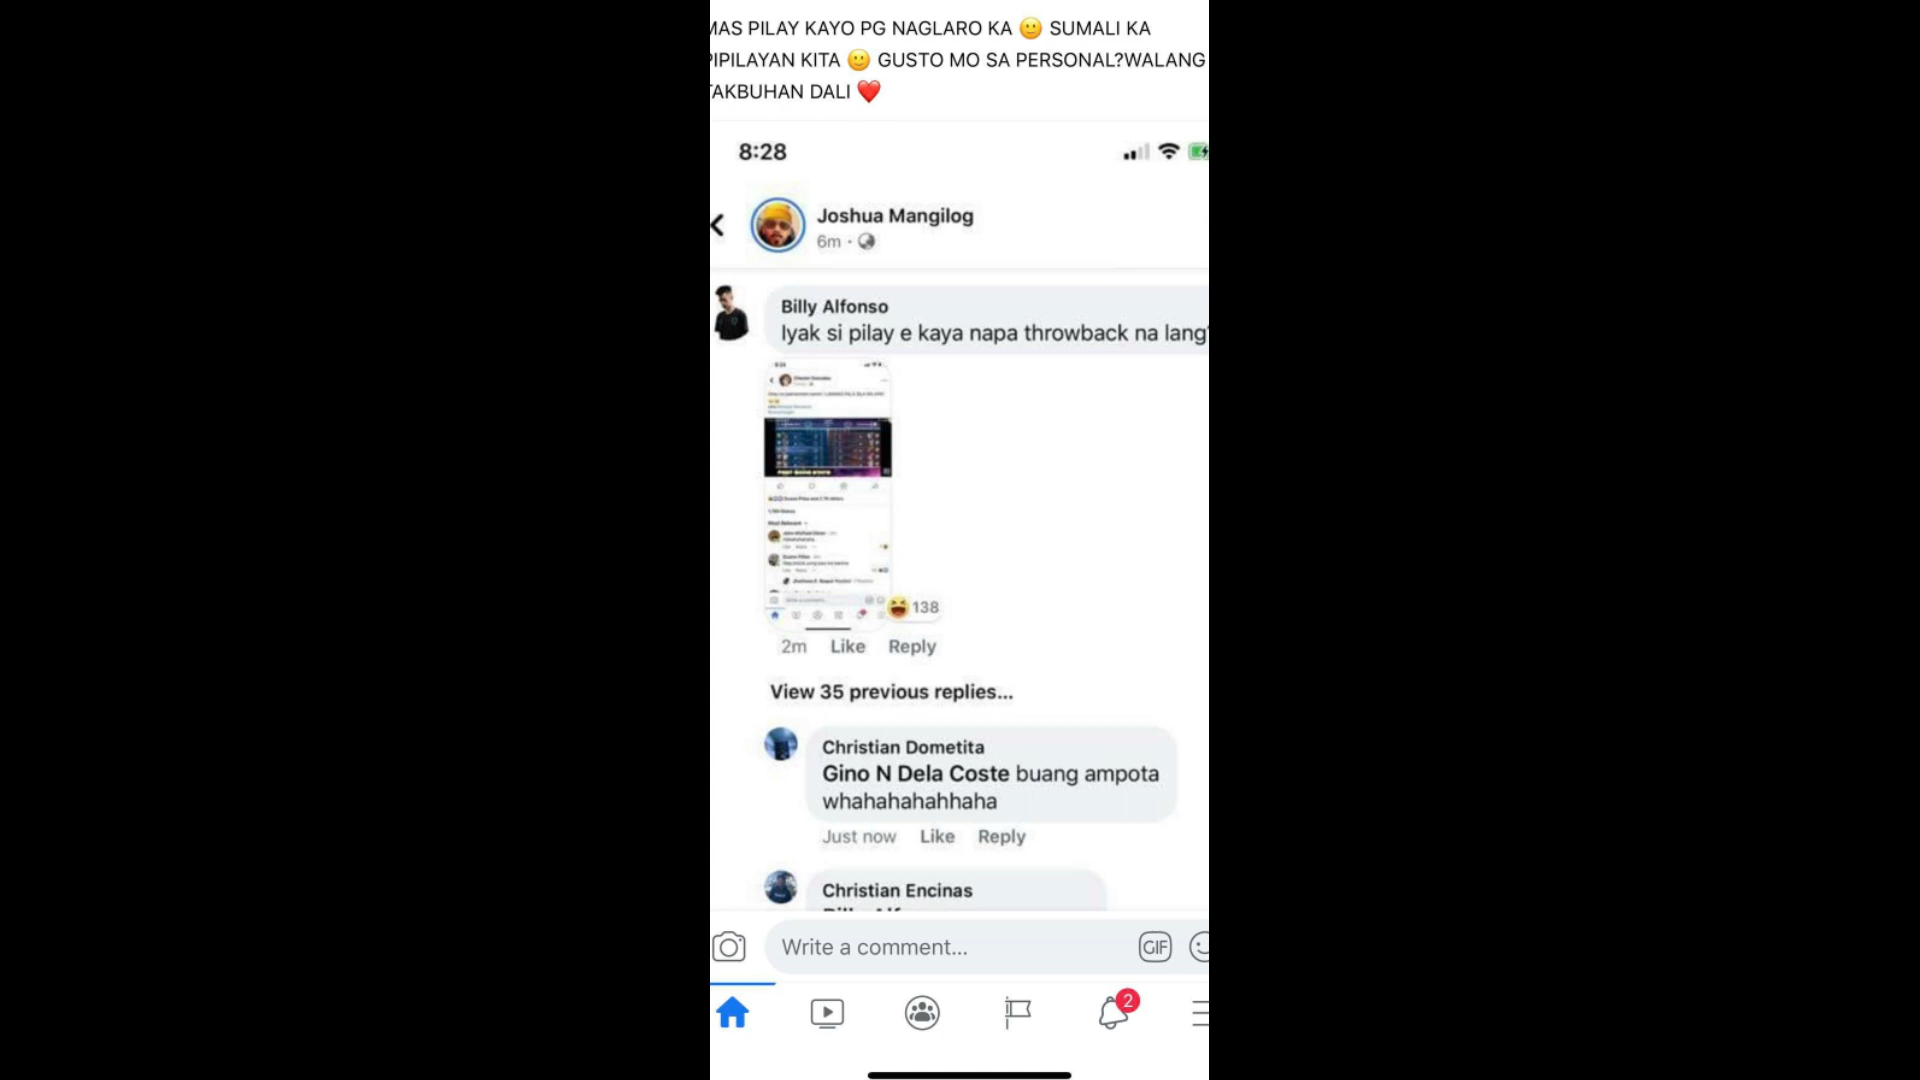 MAS PILAY KAYO PG NAGLARO KA 🙂 SUMALI KA
PIPILAYAN KITA 🙂 GUSTO MO SA PERSONAL?WALANG
TAKBUHAN DALI ❤️
8:28
Joshua Mangilog
6m ·
Billy Alfonso
Iyak si pilay e kaya napa throwback na lang
138
2m Like Reply
View 35 previous replies...
Christian Dometita
Gino N Dela Coste buang ampota
whahahahahhaha
Just now Like Reply
Christian Encinas
Write a comment...
GIF
2